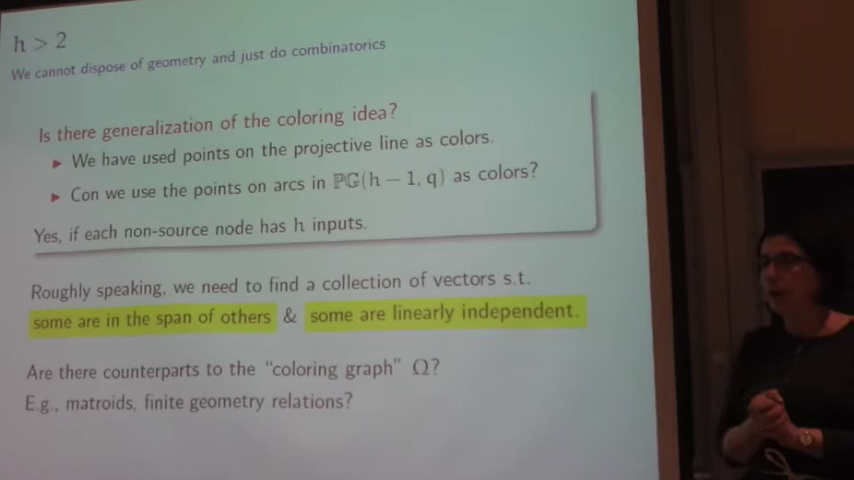 h > 2
We cannot dispose of geometry and just do combinatorics
Is there generalization of the coloring idea?
▶ We have used points on the projective line as colors.
▶ Con we use the points on arcs in ℙ𝔾(h − 1, q) as colors?
Yes, if each non-source node has h inputs.
Roughly speaking, we need to find a collection of vectors s.t.
some are in the span of others & some are linearly independent.
Are there counterparts to the “coloring graph” Ω?
E.g., matroids, finite geometry relations?